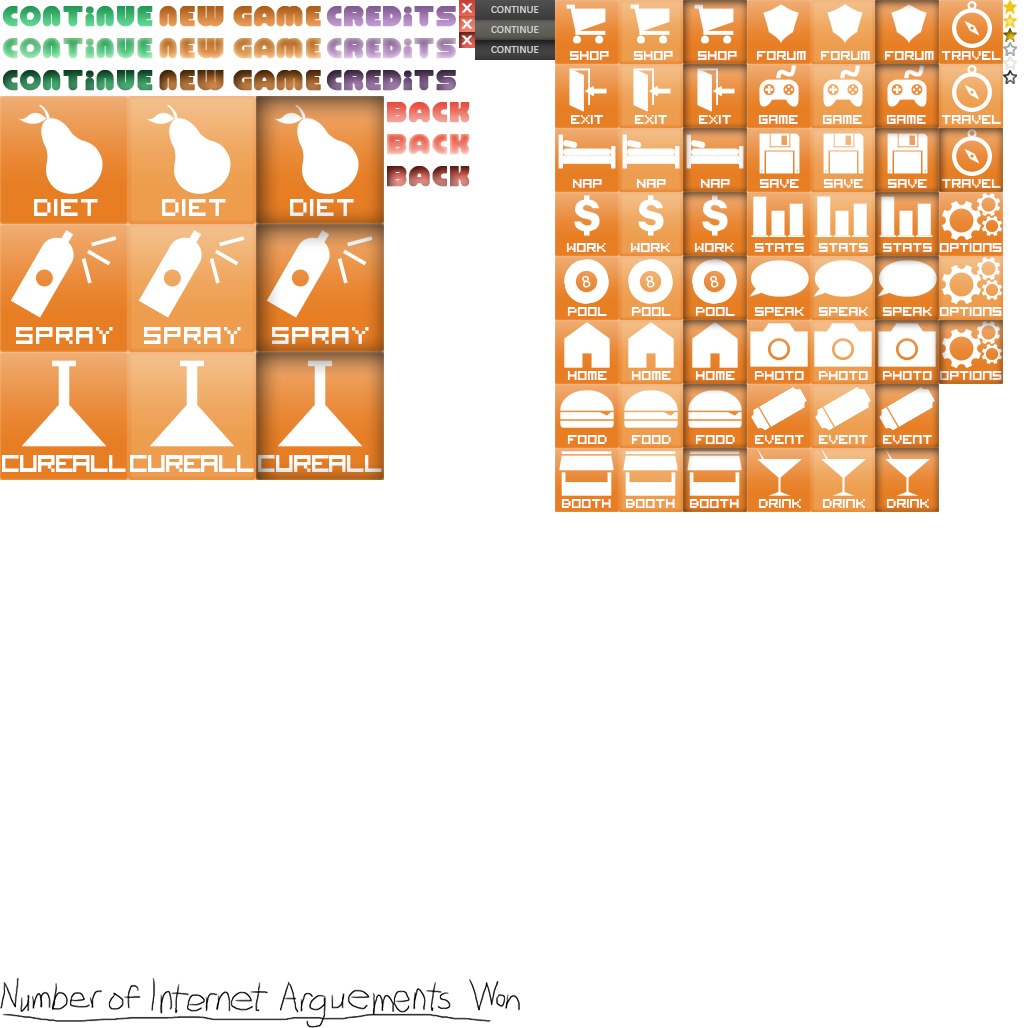 CONTINUE NEW GAME CREDITS
CONTINUE NEW GAME CREDITS
CONTINUE NEW GAME CREDITS
CONTINUE
CONTINUE
CONTINUE
BACK
BACK
BACK
DIET DIET DIET
SPRAY SPRAY SPRAY
CUREALL CUREALL CUREALL
SHOP SHOP SHOP FORUM FORUM FORUM TRAVEL
EXIT EXIT EXIT GAME GAME GAME TRAVEL
NAP NAP NAP SAVE SAVE SAVE TRAVEL
$ $ $
WORK WORK WORK STATS STATS STATS OPTIONS
8 8 8
POOL POOL POOL SPEAK SPEAK SPEAK OPTIONS
HOME HOME HOME PHOTO PHOTO PHOTO OPTIONS
FOOD FOOD FOOD EVENT EVENT EVENT
BOOTH BOOTH BOOTH DRINK DRINK DRINK
Number of Internet Arguements Won